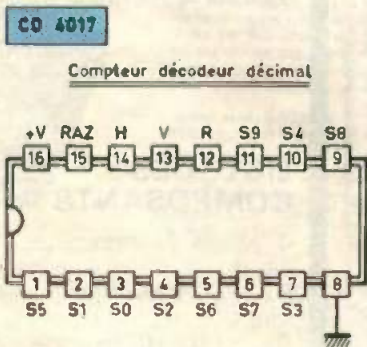 CD 4017
Compteur décodeur décimal
+V RAZ H V R S9 S4 S8
16 15 14 13 12 11 10 9
1 2 3 4 5 6 7 8
S5 S1 S0 S2 S6 S7 S3